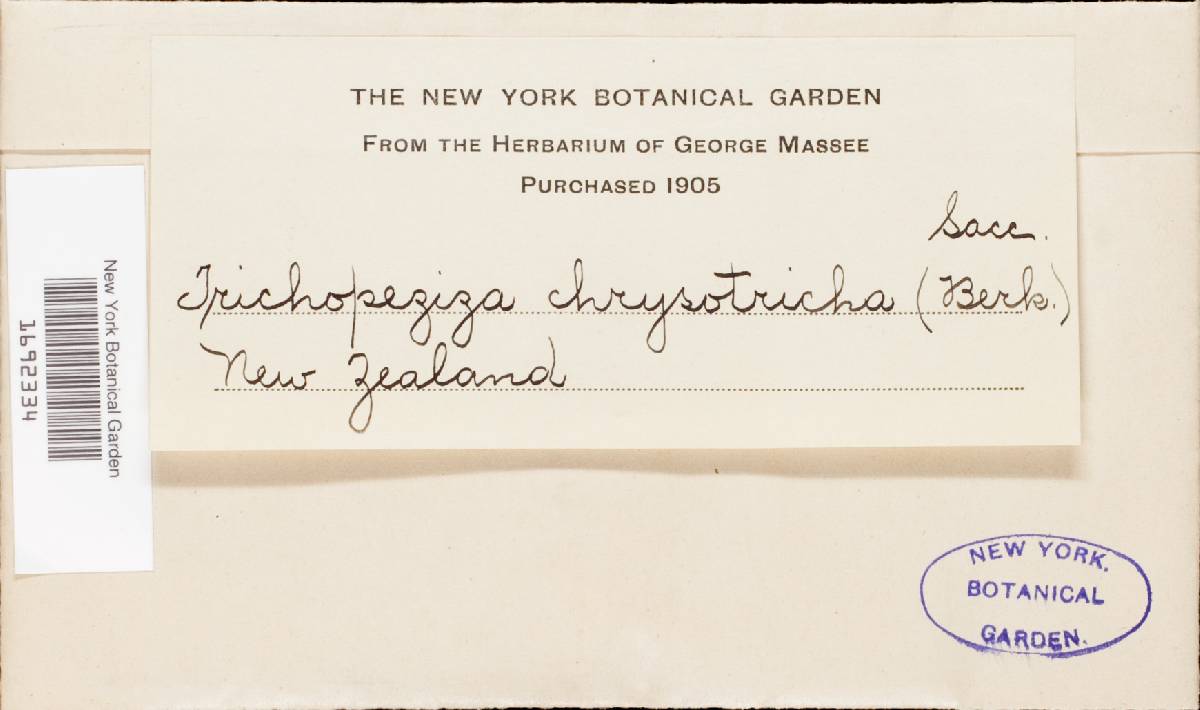 THE NEW YORK BOTANICAL GARDEN
FROM THE HERBARIUM OF GEORGE MASSEE
PURCHASED 1905
Sacc.
Trichopeziza chrysotricha (Berk.)
New Zealand
New York Botanical Garden
1692334
NEW YORK.
BOTANICAL
GARDEN.